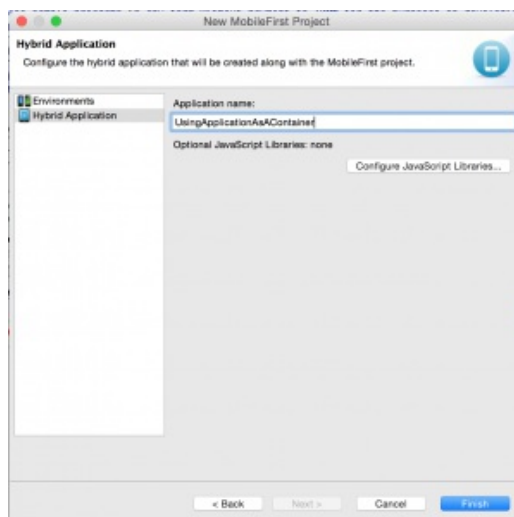 New MobileFirst Project
Hybrid Application
Configure the hybrid application that will be created along with the MobileFirst project.
Environments
Hybrid Application
Application name:
UsingApplicationAsAContainer
Optional JavaScript Libraries: none
Configure JavaScript Libraries...
< Back
Next >
Cancel
Finish